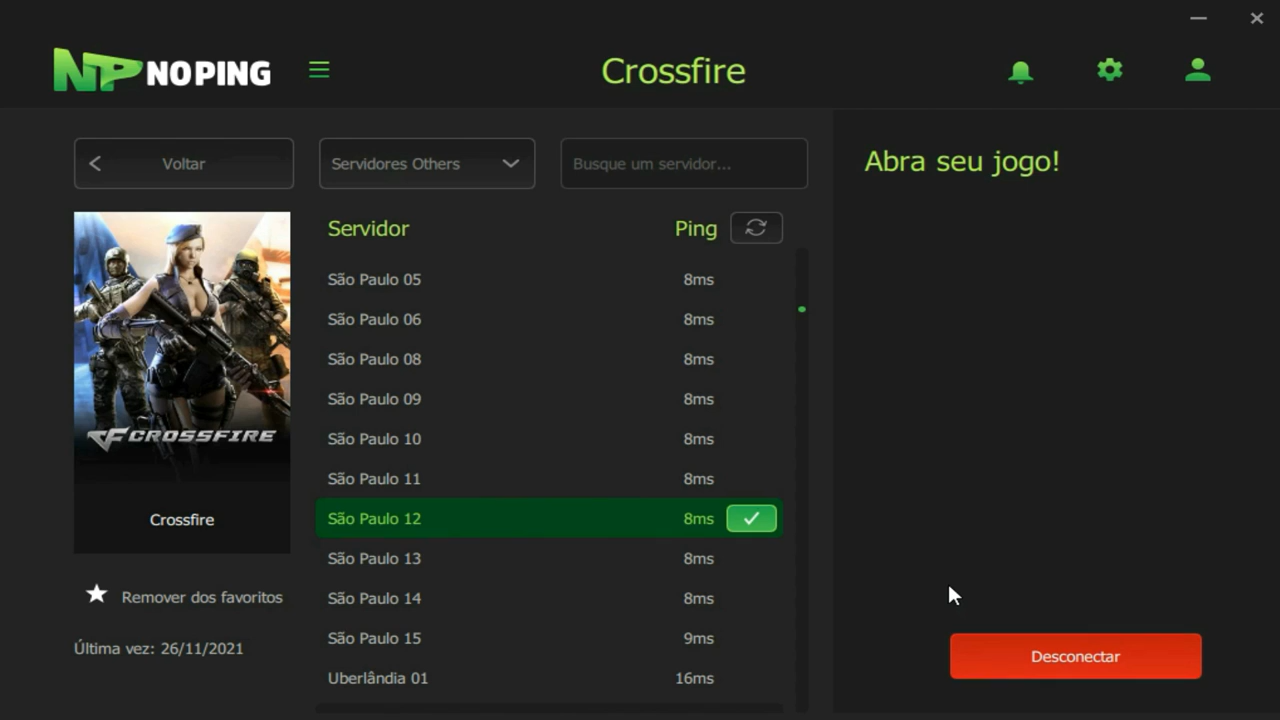 NP NOPING
Crossfire
Voltar
Servidores Others
Busque um servidor...
Abra seu jogo!
Servidor Ping
São Paulo 05 8ms
São Paulo 06 8ms
São Paulo 08 8ms
São Paulo 09 8ms
São Paulo 10 8ms
São Paulo 11 8ms
São Paulo 12 8ms
São Paulo 13 8ms
São Paulo 14 8ms
São Paulo 15 9ms
Uberlândia 01 16ms
CF CROSSFIRE
Crossfire
Remover dos favoritos
Última vez: 26/11/2021
Desconectar